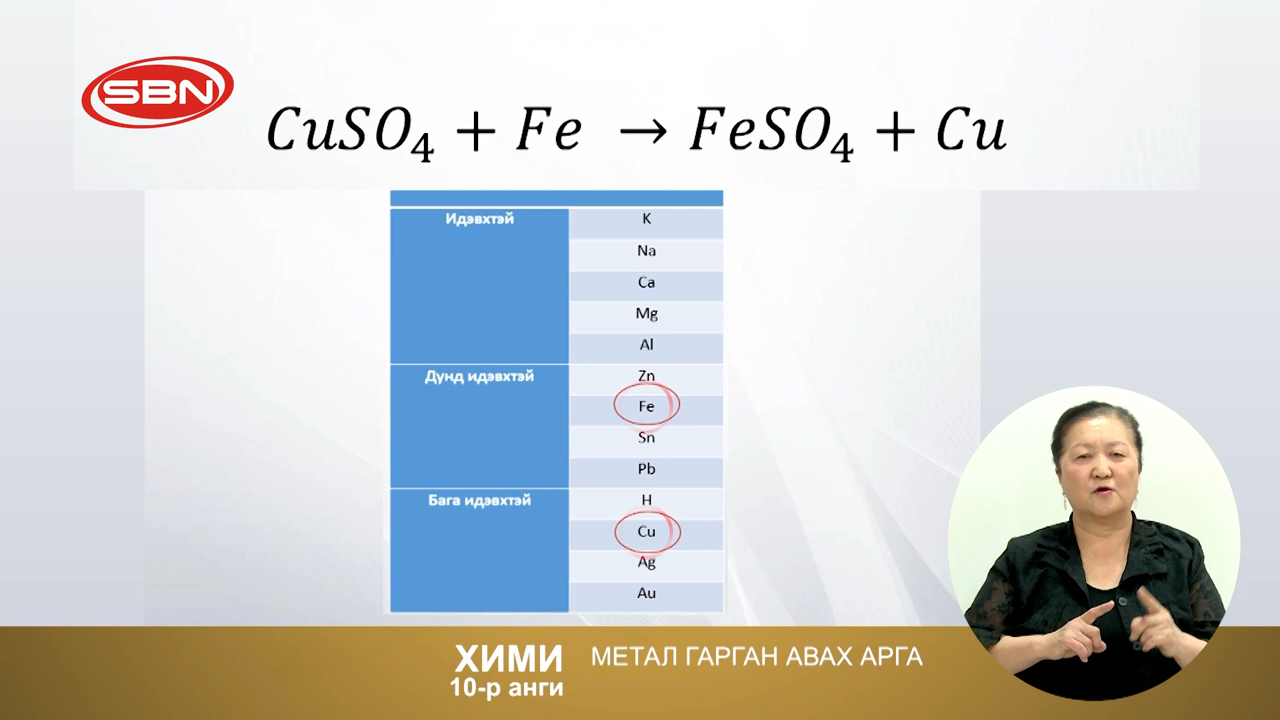 SBN
CuSO₄ + Fe → FeSO₄ + Cu
Идэвхтэй
K
Na
Ca
Mg
Al
Дунд идэвхтэй
Zn
Fe
Sn
Pb
Бага идэвхтэй
H
Cu
Ag
Au
ХИМИ
10-р анги
МЕТАЛ ГАРГАН АВАХ АРГА